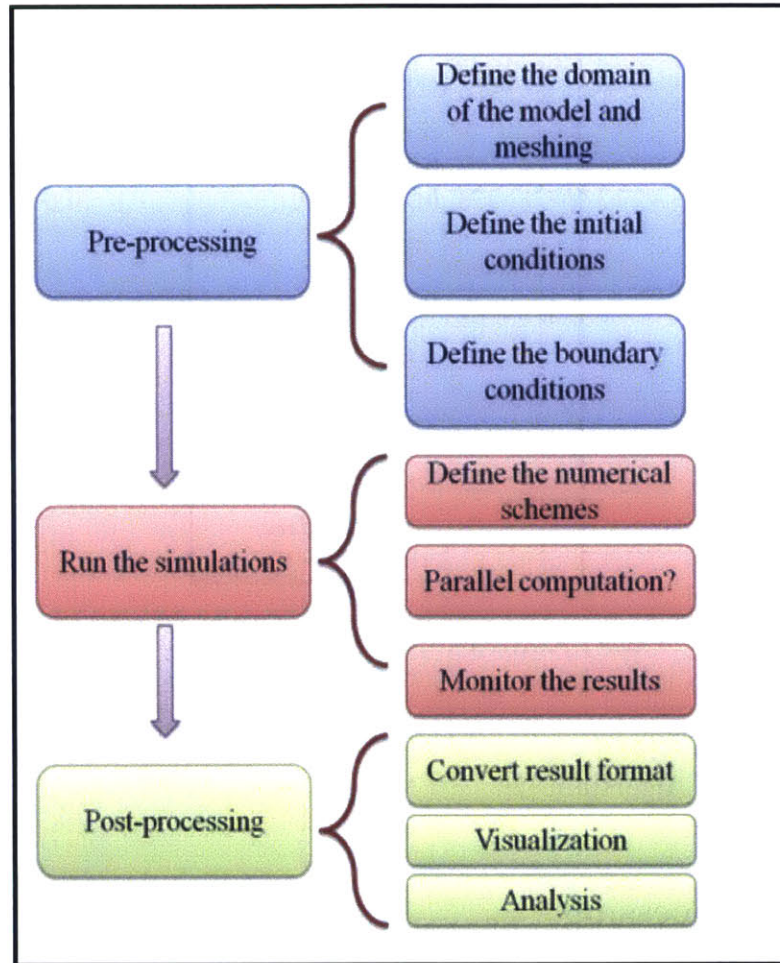 Pre-processing
Define the domain
of the model and
meshing
Define the initial
conditions
Define the boundary
conditions
Run the simulations
Define the numerical
schemes
Parallel computation?
Monitor the results
Post-processing
Convert result format
Visualization
Analysis